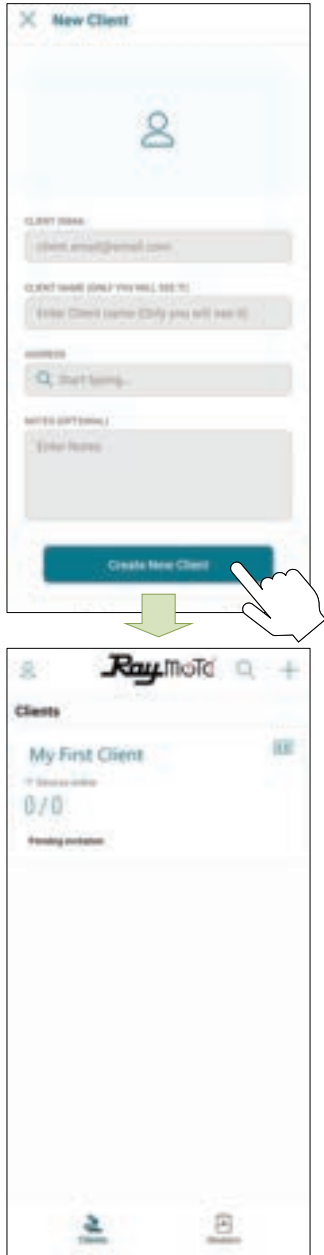 New Client
CLIENT EMAIL
client.email@email.com
CLIENT NAME (ONLY YOU WILL SEE IT)
Enter Client name (Only you will see it)
ADDRESS
Start typing...
NOTES (OPTIONAL)
Enter Notes
Create New Client
RayMOTO
Clients
My First Client
Devices online
0/0
Pending invitation
Clients